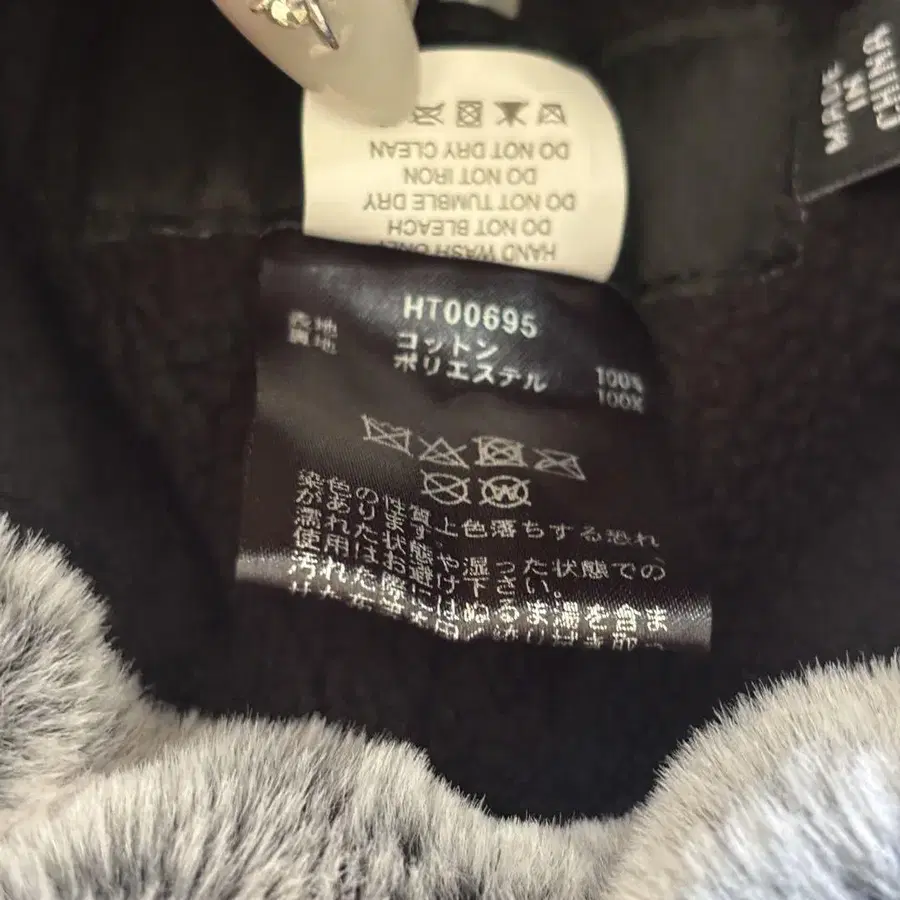 DO NOT DRY CLEAN
DO NOT IRON
DO NOT TUMBLE DRY
DO NOT BLEACH
HAND WASH ONLY
MADE
IN
CHINA
HT00695
表地 コットン 100%
裏地 ポリエステル 100%
W
染色の性質上色落ちする恐れ
があります。
濡れた状態や湿った状態での
使用はお避け下さい。
汚れた際にはぬるま湯を含ま